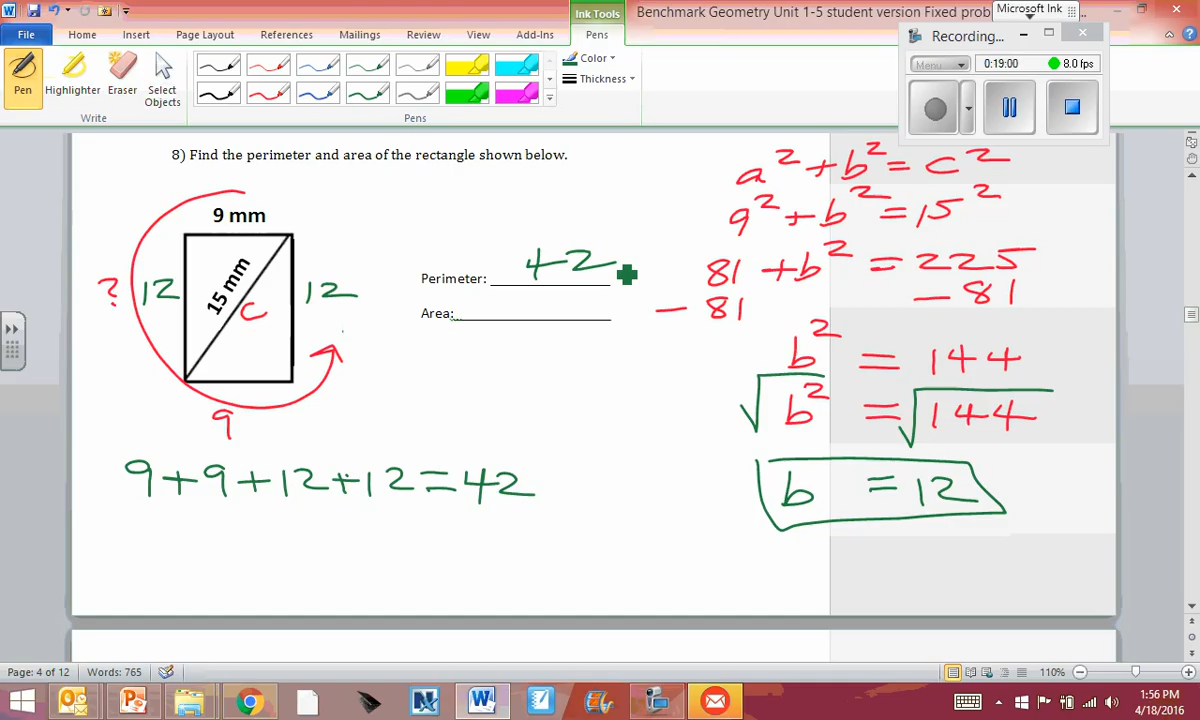 Ink Tools
Benchmark Geometry Unit 1-5 student version Fixed prob
Microsoft Ink
File Home Insert Page Layout References Mailings Review View Add-Ins Pens
Recording...
Menu 0:19:00 8.0 fps
Pen Highlighter Eraser Select Objects
Color
Thickness
Write Pens
8) Find the perimeter and area of the rectangle shown below.
9 mm
15 mm
C
? 12
12
9
Perimeter: 42
Area:
9+9+12+12=42
a²+b²=c²
9²+b²=15²
81 +b² =225
-81 -81
b² = 144
√b² =√144
b =12
Page: 4 of 12 Words: 765 110%
1:56 PM
4/18/2016